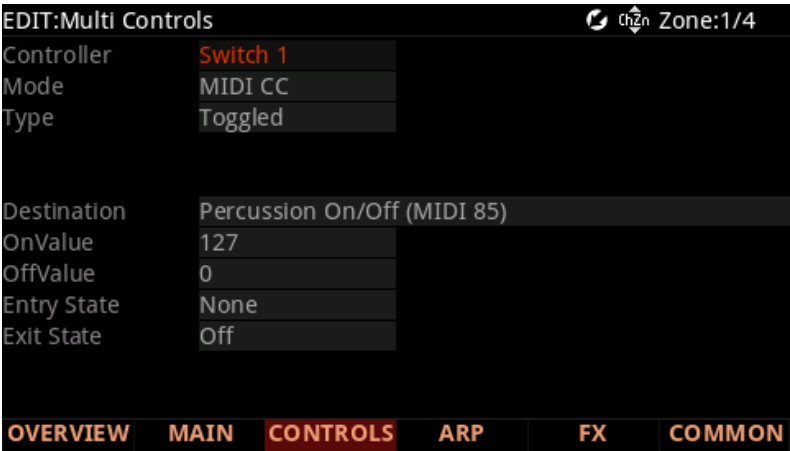 EDIT:Multi Controls ChZn Zone:1/4
Controller Switch 1
Mode MIDI CC
Type Toggled
Destination Percussion On/Off (MIDI 85)
OnValue 127
OffValue 0
Entry State None
Exit State Off
OVERVIEW MAIN CONTROLS ARP FX COMMON